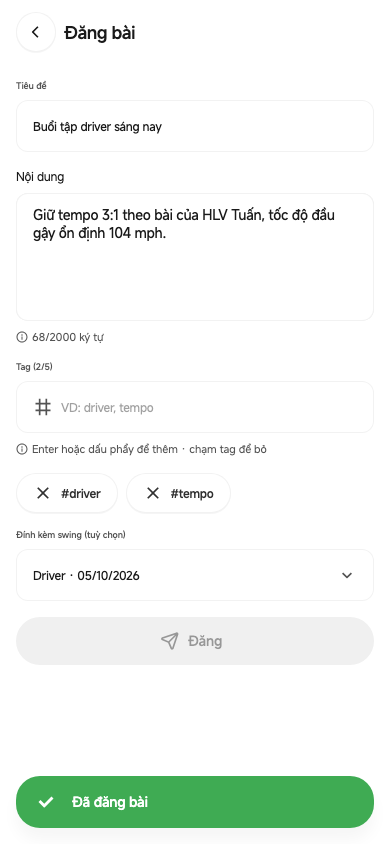 Đăng bài
Tiêu đề
Buổi tập driver sáng nay
Nội dung
Giữ tempo 3:1 theo bài của HLV Tuấn, tốc độ đầu
gậy ổn định 104 mph.
68/2000 ký tự
Tag (2/5)
VD: driver, tempo
Enter hoặc dấu phẩy để thêm · chạm tag để bỏ
#driver
#tempo
Đính kèm swing (tuỳ chọn)
Driver · 05/10/2026
Đăng
Đã đăng bài